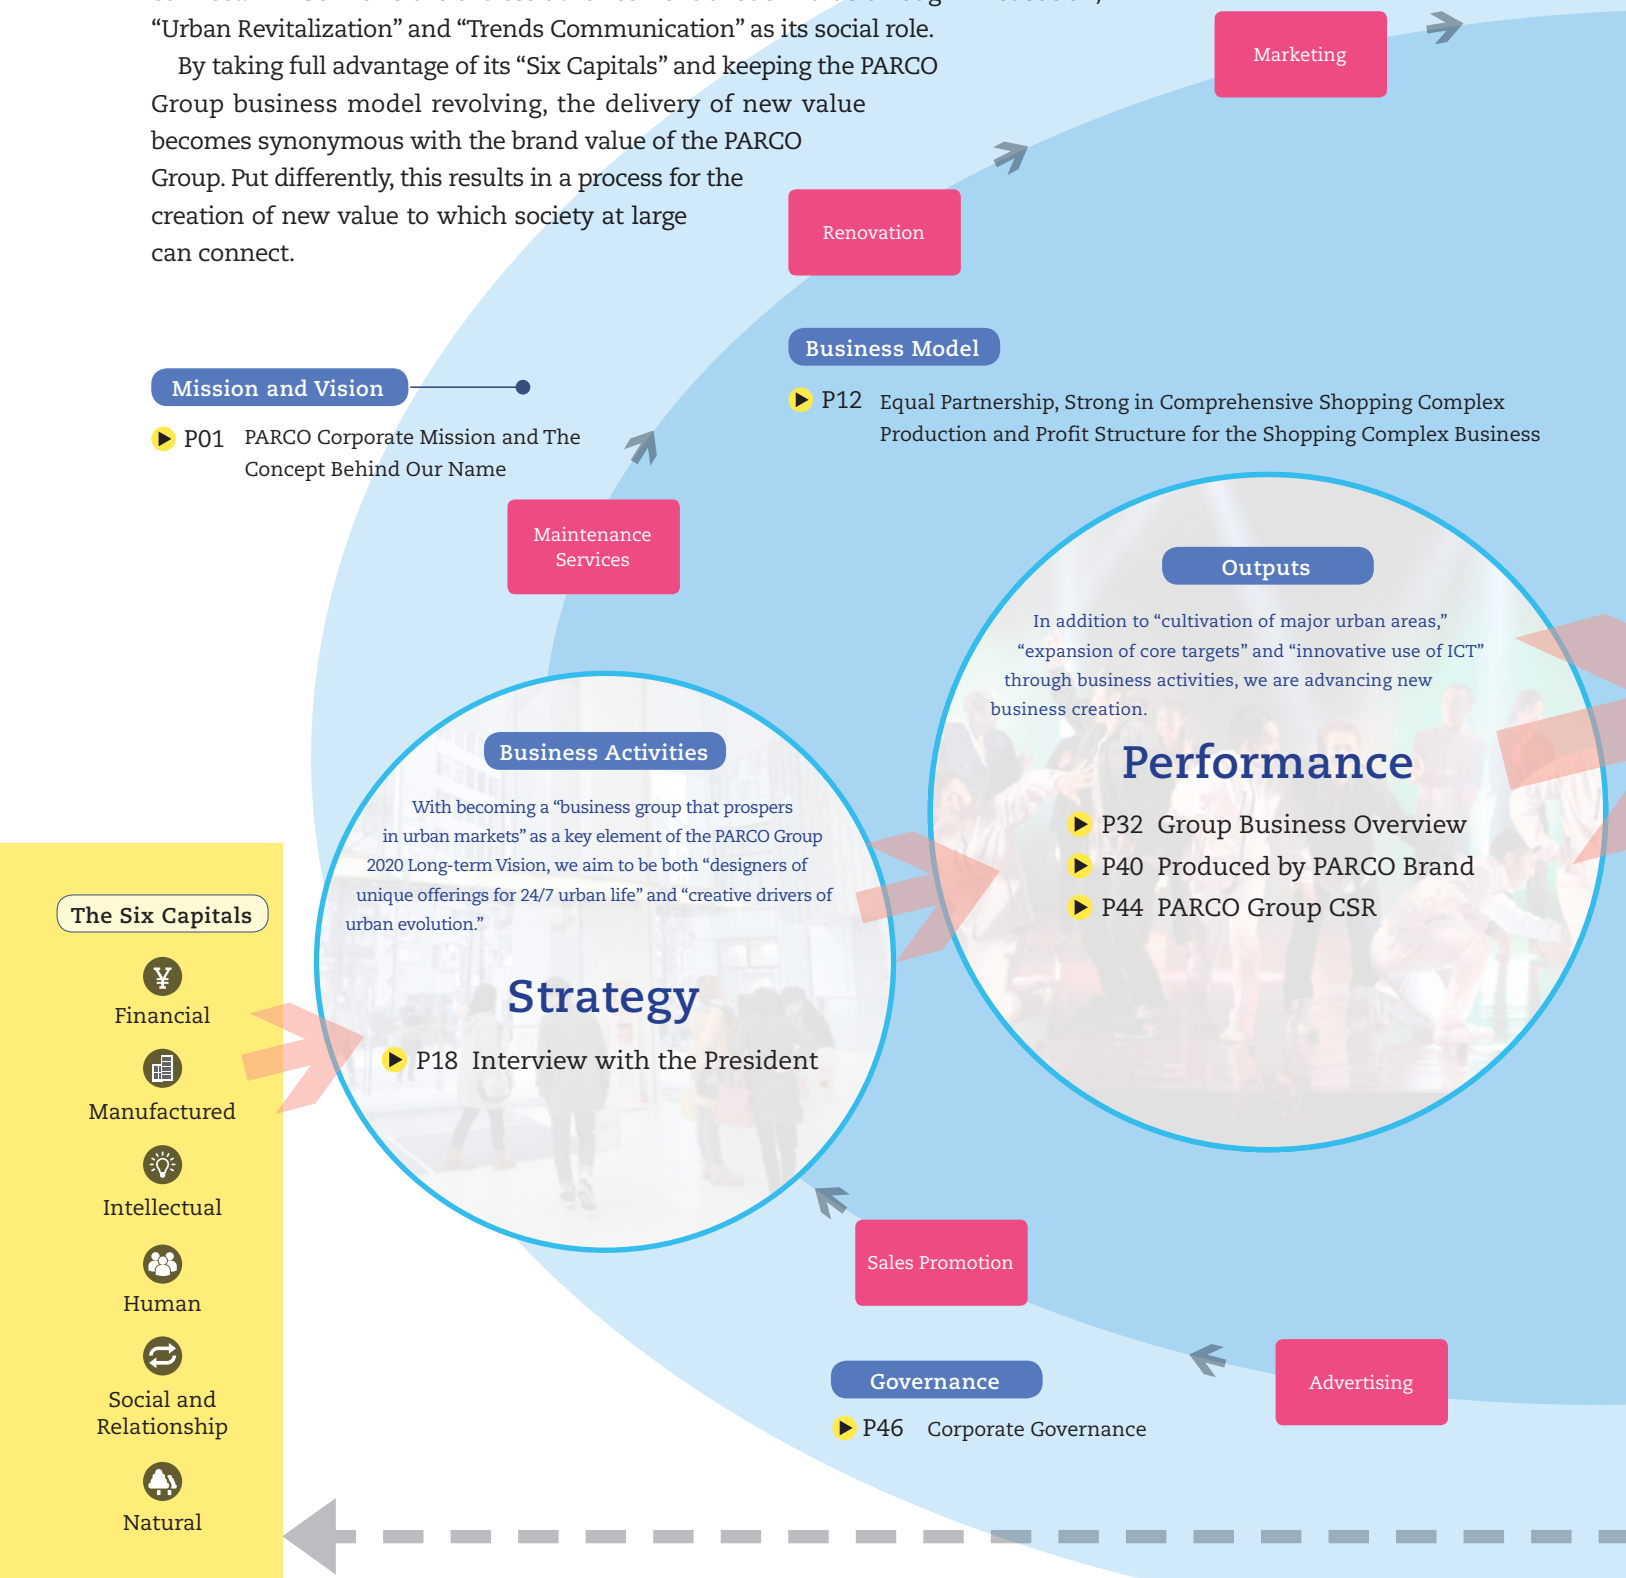 “Urban Revitalization” and “Trends Communication” as its social role.
By taking full advantage of its “Six Capitals” and keeping the PARCO
Group business model revolving, the delivery of new value
becomes synonymous with the brand value of the PARCO
Group. Put differently, this results in a process for the
creation of new value to which society at large
can connect.
Marketing
Renovation
Mission and Vision
P01 PARCO Corporate Mission and The
Concept Behind Our Name
Business Model
P12 Equal Partnership, Strong in Comprehensive Shopping Complex
Production and Profit Structure for the Shopping Complex Business
Maintenance
Services
Outputs
In addition to “cultivation of major urban areas,”
“expansion of core targets” and “innovative use of ICT”
through business activities, we are advancing new
business creation.
Performance
P32 Group Business Overview
P40 Produced by PARCO Brand
P44 PARCO Group CSR
Business Activities
With becoming a “business group that prospers
in urban markets” as a key element of the PARCO Group
2020 Long-term Vision, we aim to be both “designers of
unique offerings for 24/7 urban life” and “creative drivers of
urban evolution.”
Strategy
P18 Interview with the President
The Six Capitals
¥
Financial
Manufactured
Intellectual
Human
Social and
Relationship
Natural
Sales Promotion
Advertising
Governance
P46 Corporate Governance